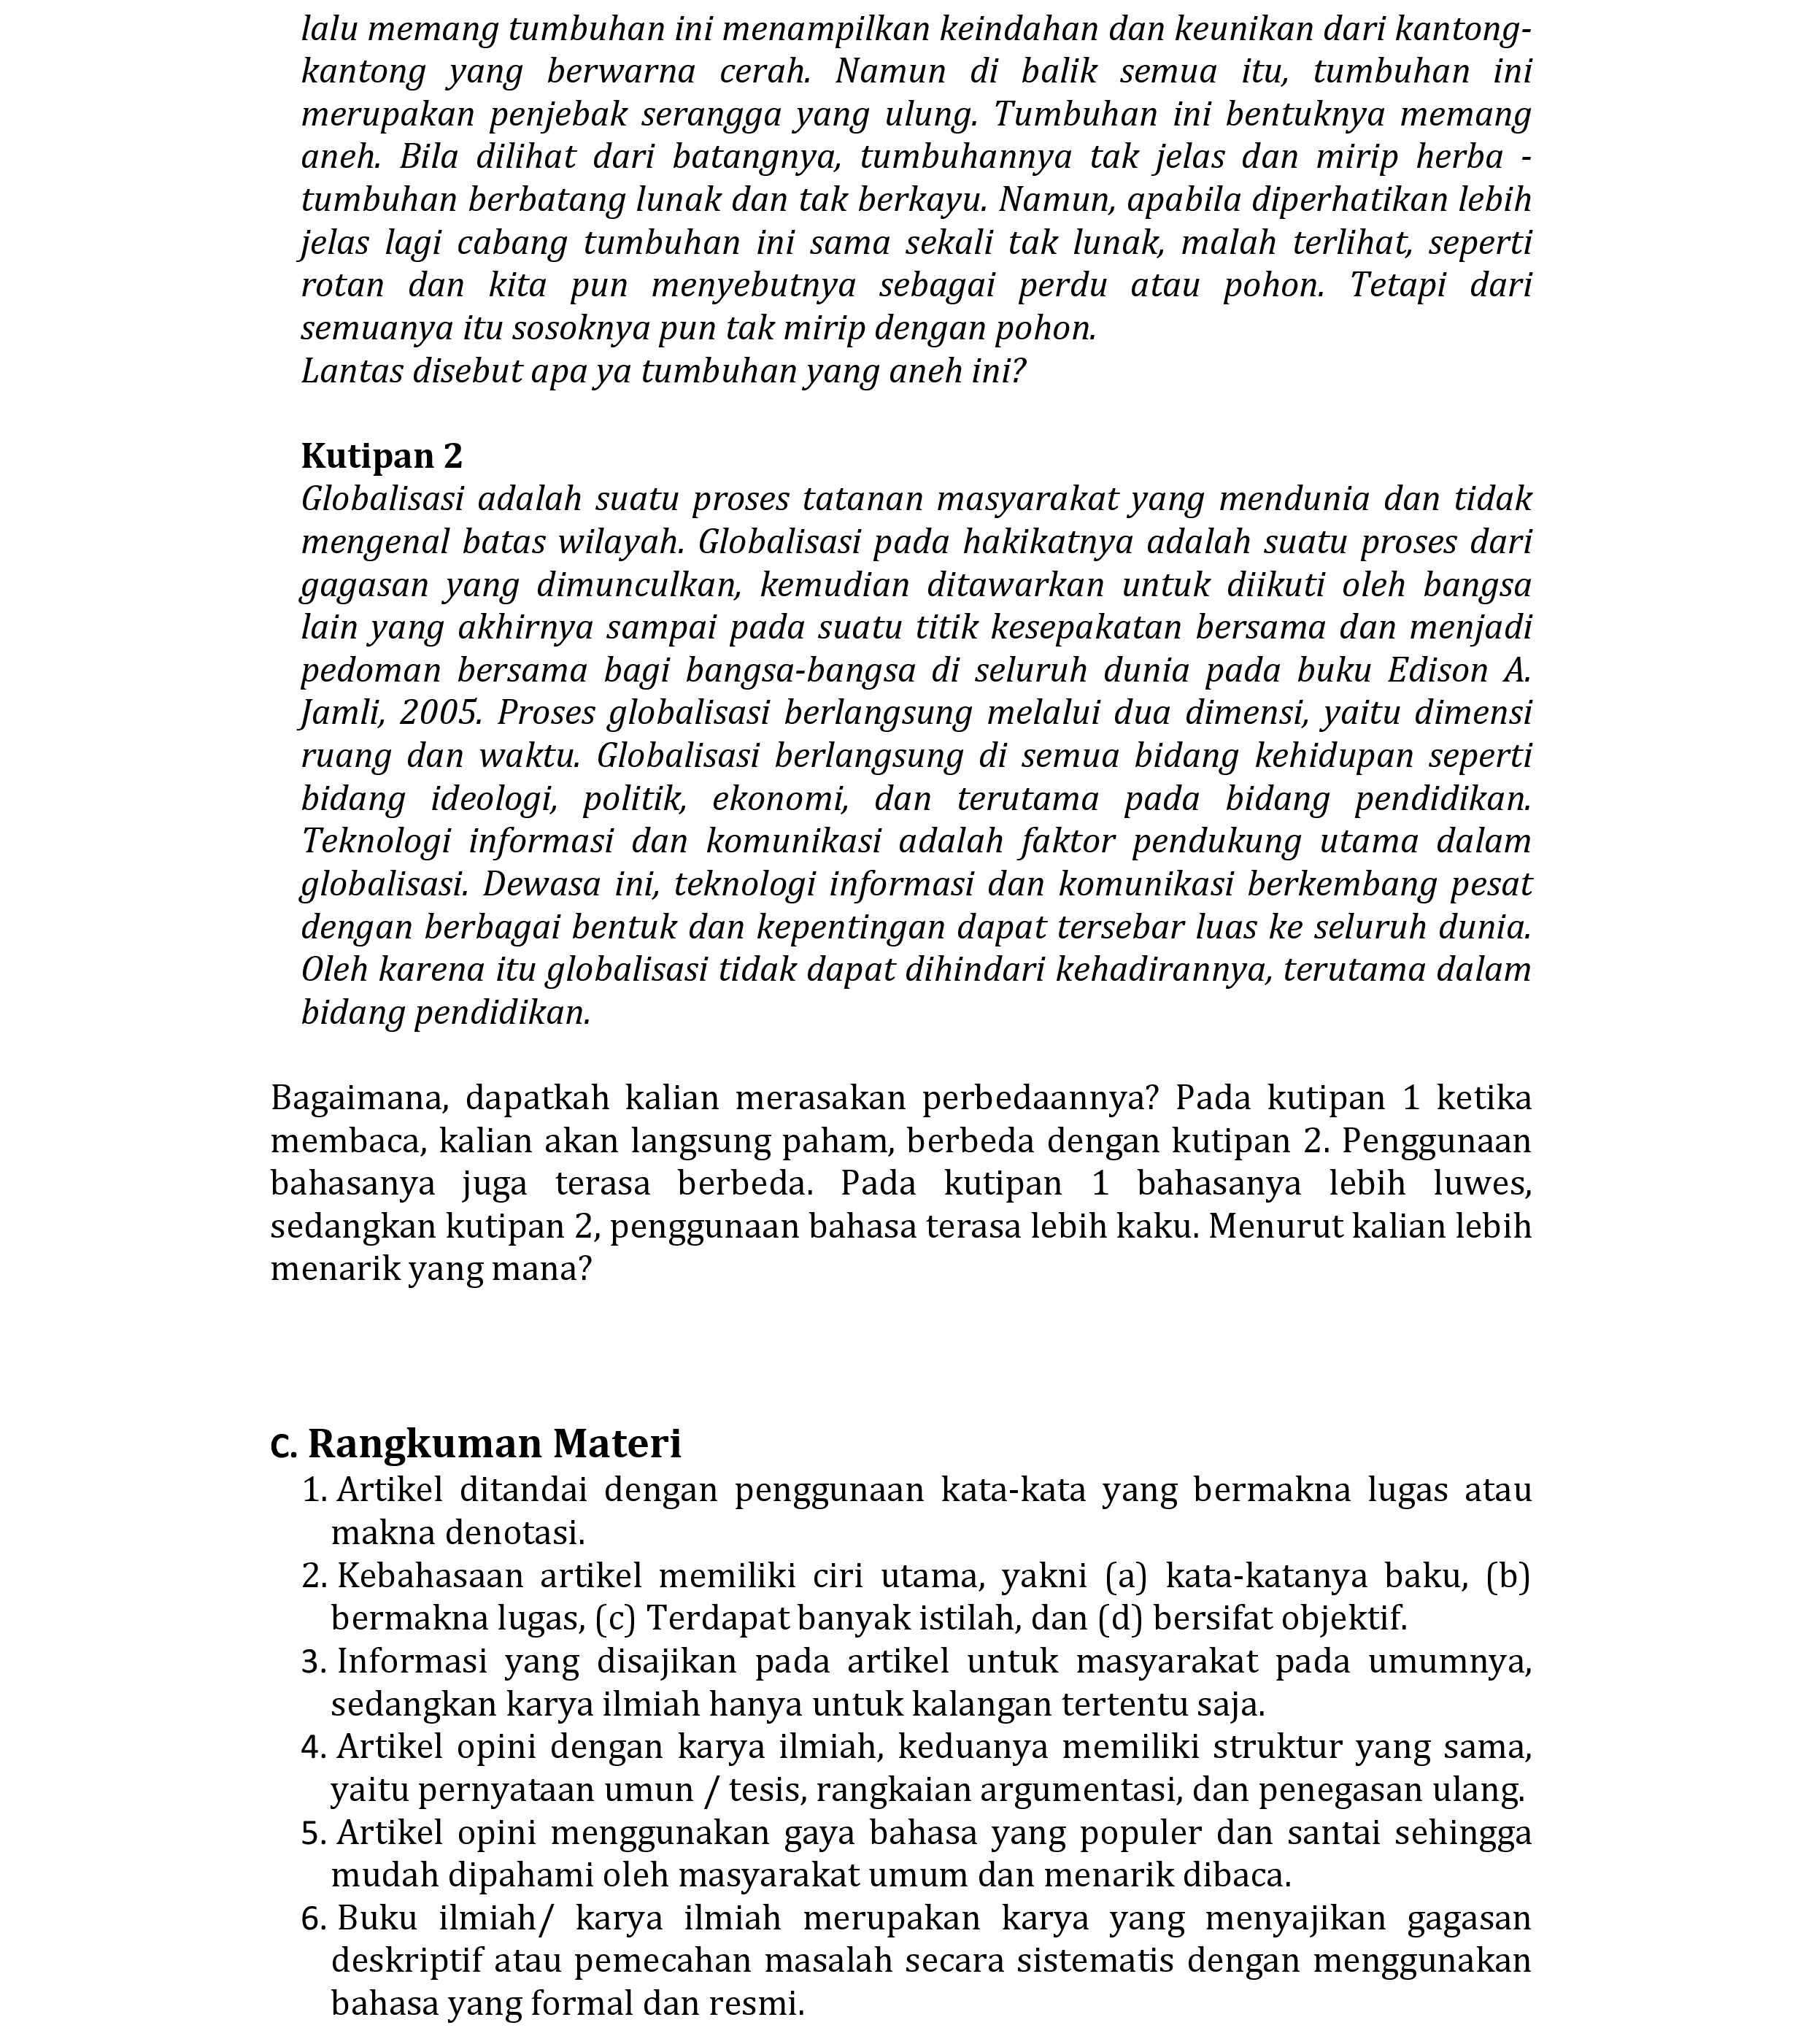 lalu memang tumbuhan ini menampilkan keindahan dan keunikan dari kantong-
kantong yang berwarna cerah. Namun di balik semua itu, tumbuhan ini
merupakan penjebak serangga yang ulung. Tumbuhan ini bentuknya memang
aneh. Bila dilihat dari batangnya, tumbuhannya tak jelas dan mirip herba -
tumbuhan berbatang lunak dan tak berkayu. Namun, apabila diperhatikan lebih
jelas lagi cabang tumbuhan ini sama sekali tak lunak, malah terlihat, seperti
rotan dan kita pun menyebutnya sebagai perdu atau pohon. Tetapi dari
semuanya itu sosoknya pun tak mirip dengan pohon.
Lantas disebut apa ya tumbuhan yang aneh ini?
Kutipan 2
Globalisasi adalah suatu proses tatanan masyarakat yang mendunia dan tidak
mengenal batas wilayah. Globalisasi pada hakikatnya adalah suatu proses dari
gagasan yang dimunculkan, kemudian ditawarkan untuk diikuti oleh bangsa
lain yang akhirnya sampai pada suatu titik kesepakatan bersama dan menjadi
pedoman bersama bagi bangsa-bangsa di seluruh dunia pada buku Edison A.
Jamli, 2005. Proses globalisasi berlangsung melalui dua dimensi, yaitu dimensi
ruang dan waktu. Globalisasi berlangsung di semua bidang kehidupan seperti
bidang ideologi, politik, ekonomi, dan terutama pada bidang pendidikan.
Teknologi informasi dan komunikasi adalah faktor pendukung utama dalam
globalisasi. Dewasa ini, teknologi informasi dan komunikasi berkembang pesat
dengan berbagai bentuk dan kepentingan dapat tersebar luas ke seluruh dunia.
Oleh karena itu globalisasi tidak dapat dihindari kehadirannya, terutama dalam
bidang pendidikan.
Bagaimana, dapatkah kalian merasakan perbedaannya? Pada kutipan 1 ketika
membaca, kalian akan langsung paham, berbeda dengan kutipan 2. Penggunaan
bahasanya juga terasa berbeda. Pada kutipan 1 bahasanya lebih luwes,
sedangkan kutipan 2, penggunaan bahasa terasa lebih kaku. Menurut kalian lebih
menarik yang mana?
C. Rangkuman Materi
1. Artikel ditandai dengan penggunaan kata-kata yang bermakna lugas atau
makna denotasi.
2. Kebahasaan artikel memiliki ciri utama, yakni (a) kata-katanya baku, (b)
bermakna lugas, (c) Terdapat banyak istilah, dan (d) bersifat objektif.
3. Informasi yang disajikan pada artikel untuk masyarakat pada umumnya,
sedangkan karya ilmiah hanya untuk kalangan tertentu saja.
4. Artikel opini dengan karya ilmiah, keduanya memiliki struktur yang sama,
yaitu pernyataan umun / tesis, rangkaian argumentasi, dan penegasan ulang.
5. Artikel opini menggunakan gaya bahasa yang populer dan santai sehingga
mudah dipahami oleh masyarakat umum dan menarik dibaca.
6. Buku ilmiah/ karya ilmiah merupakan karya yang menyajikan gagasan
deskriptif atau pemecahan masalah secara sistematis dengan menggunakan
bahasa yang formal dan resmi.